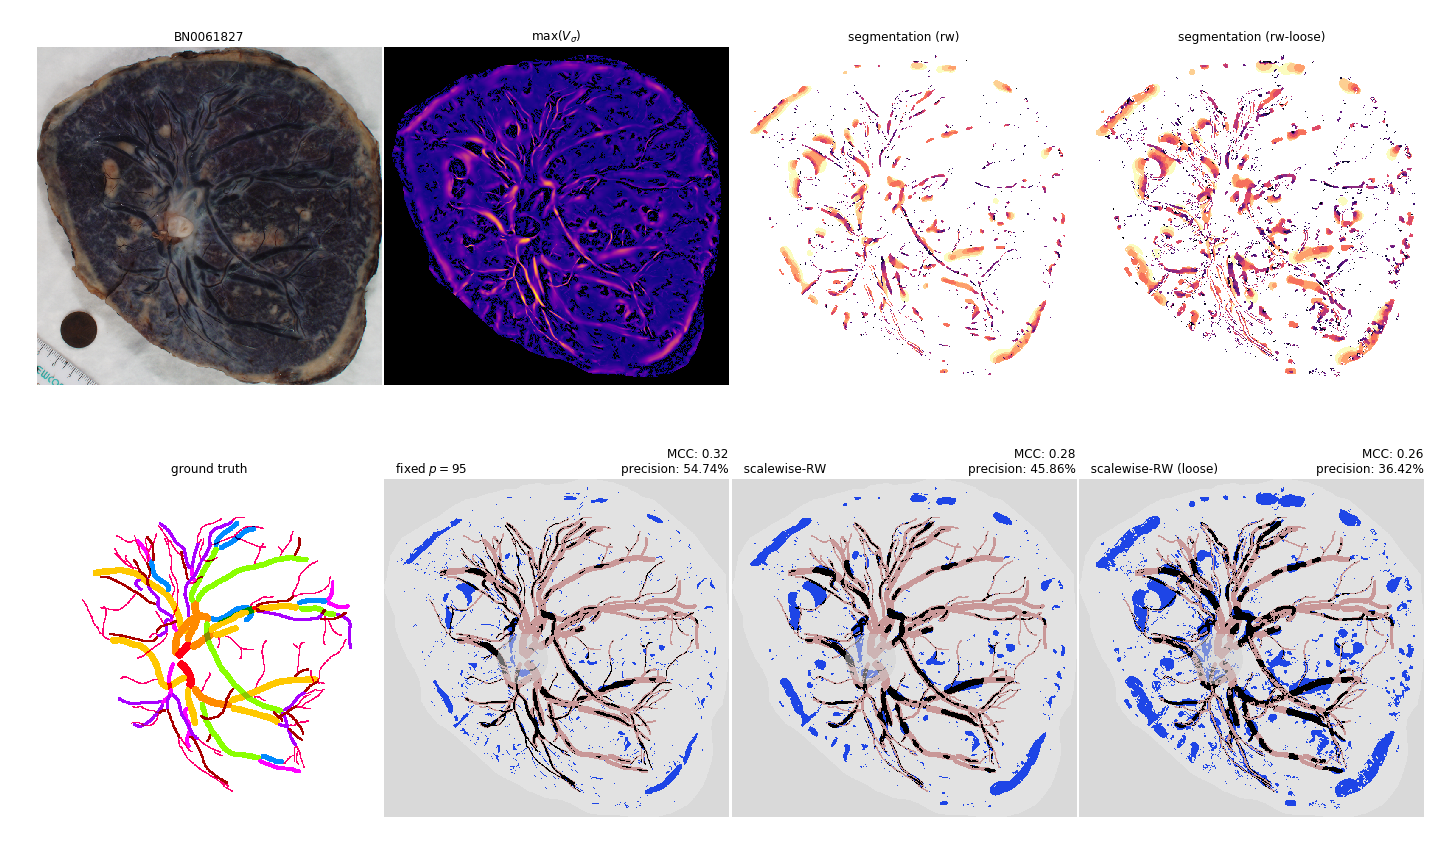 BN0061827
max(V_σ)
segmentation (rw)
segmentation (rw-loose)
ground truth
MCC: 0.32
fixed p = 95 precision: 54.74%
MCC: 0.28
scalewise-RW precision: 45.86%
MCC: 0.26
scalewise-RW (loose) precision: 36.42%